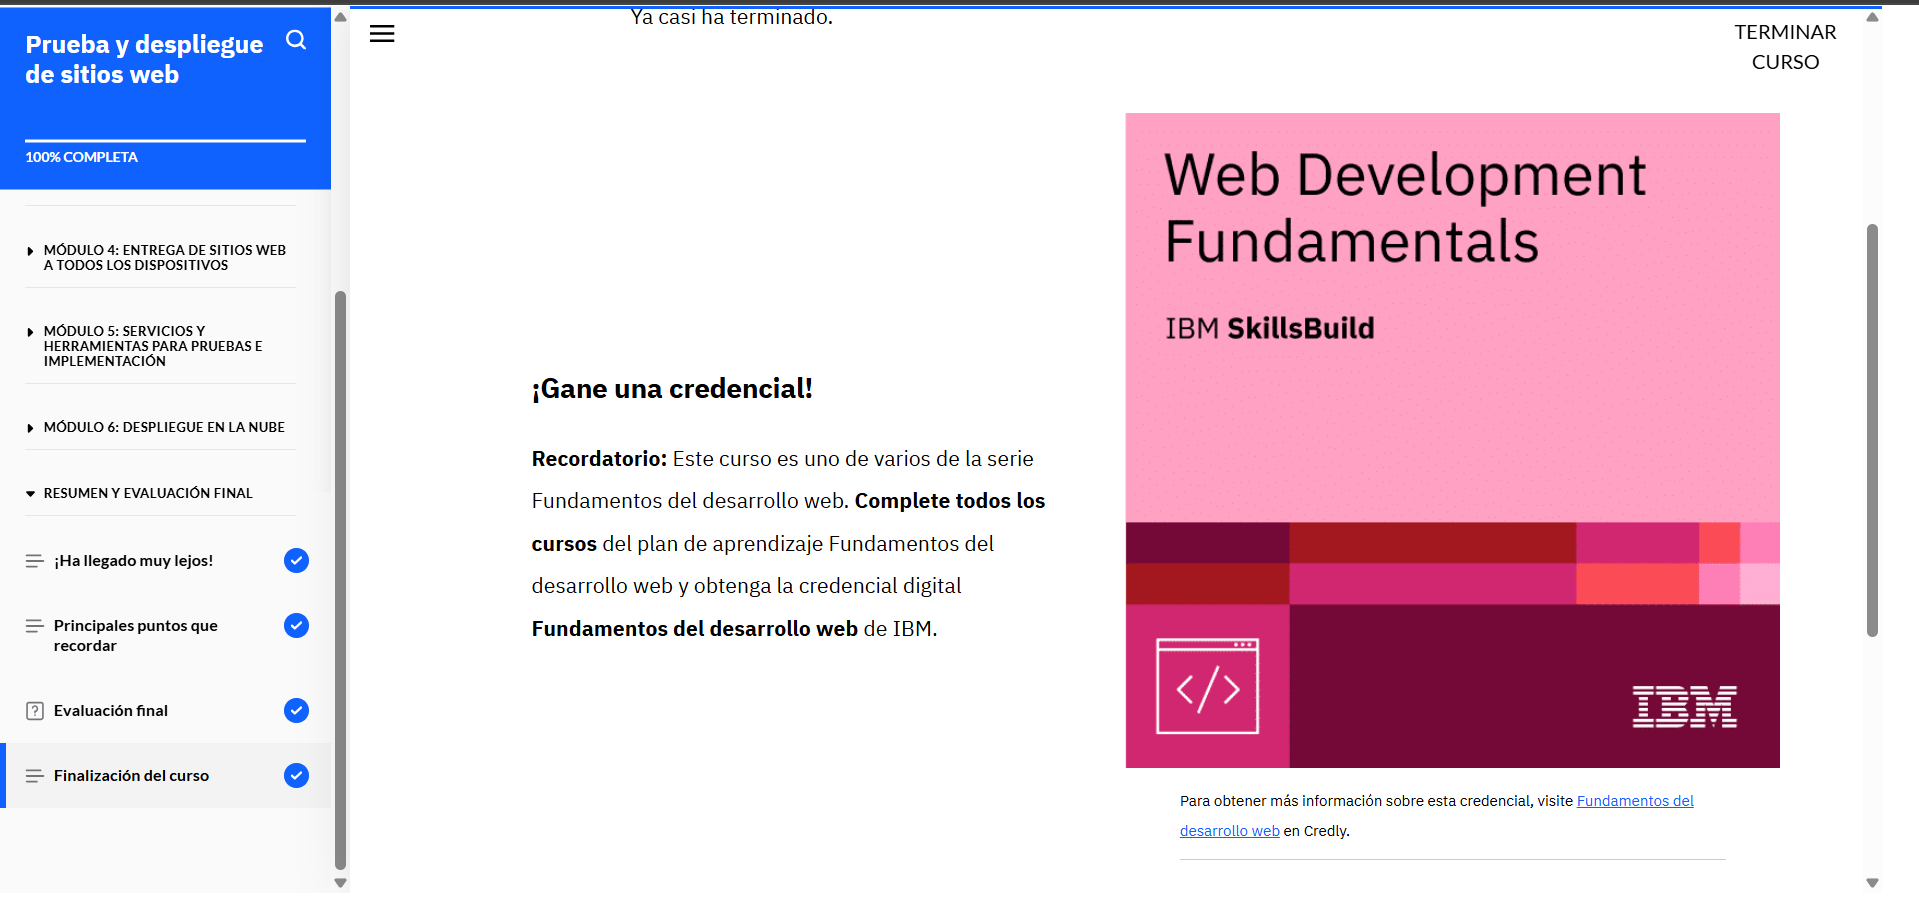 Prueba y despliegue
de sitios web
100% COMPLETA
MÓDULO 4: ENTREGA DE SITIOS WEB
A TODOS LOS DISPOSITIVOS
MÓDULO 5: SERVICIOS Y
HERRAMIENTAS PARA PRUEBAS E
IMPLEMENTACIÓN
MÓDULO 6: DESPLIEGUE EN LA NUBE
RESUMEN Y EVALUACIÓN FINAL
¡Ha llegado muy lejos!
Principales puntos que
recordar
Evaluación final
Finalización del curso
Ya casi ha terminado.
TERMINAR
CURSO
¡Gane una credencial!
Recordatorio: Este curso es uno de varios de la serie
Fundamentos del desarrollo web. Complete todos los
cursos del plan de aprendizaje Fundamentos del
desarrollo web y obtenga la credencial digital
Fundamentos del desarrollo web de IBM.
Web Development
Fundamentals
IBM SkillsBuild
</>
IBM
Para obtener más información sobre esta credencial, visite Fundamentos del
desarrollo web en Credly.